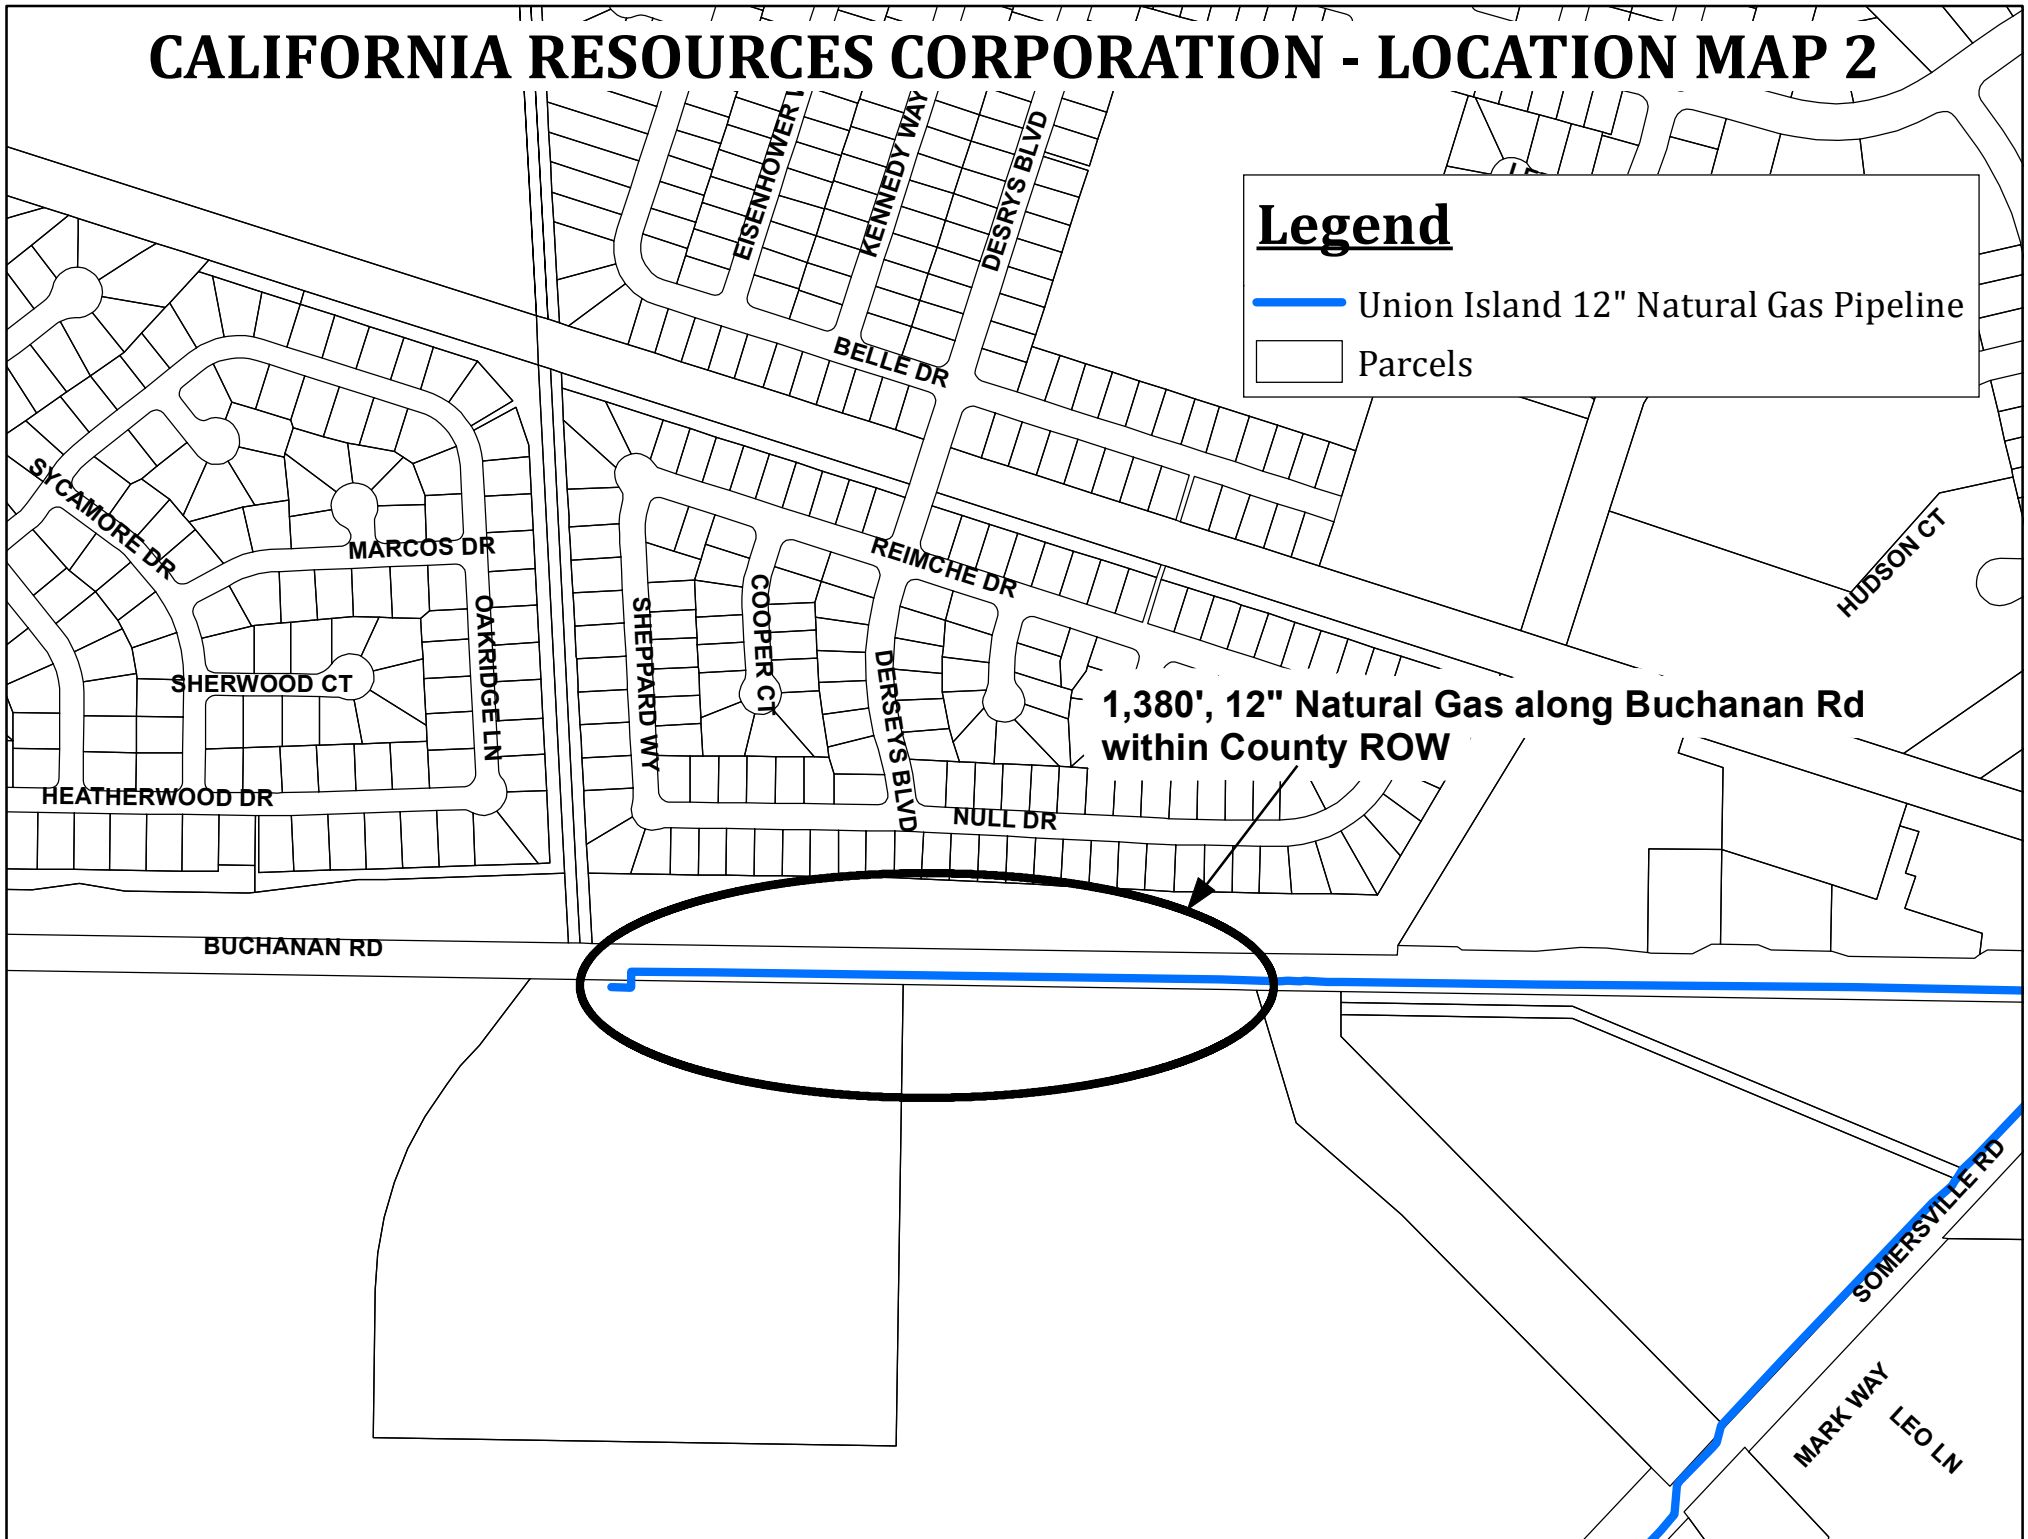 CALIFORNIA RESOURCES CORPORATION - LOCATION MAP 2
EISENHOWER
KENNEDY WAY
DESRYS BLVD
Legend
Union Island 12" Natural Gas Pipeline
Parcels
BELLE DR
SYCAMORE DR
MARCOS DR
REIMCHE DR
HUDSON CT
OAKRIDGE LN
SHEPPARD WY
COOPER CT
DERSEYS BLVD
SHERWOOD CT
1,380', 12" Natural Gas along Buchanan Rd
within County ROW
HEATHERWOOD DR
NULL DR
BUCHANAN RD
SOMERSVILLE RD
MARK WAY
LEO LN